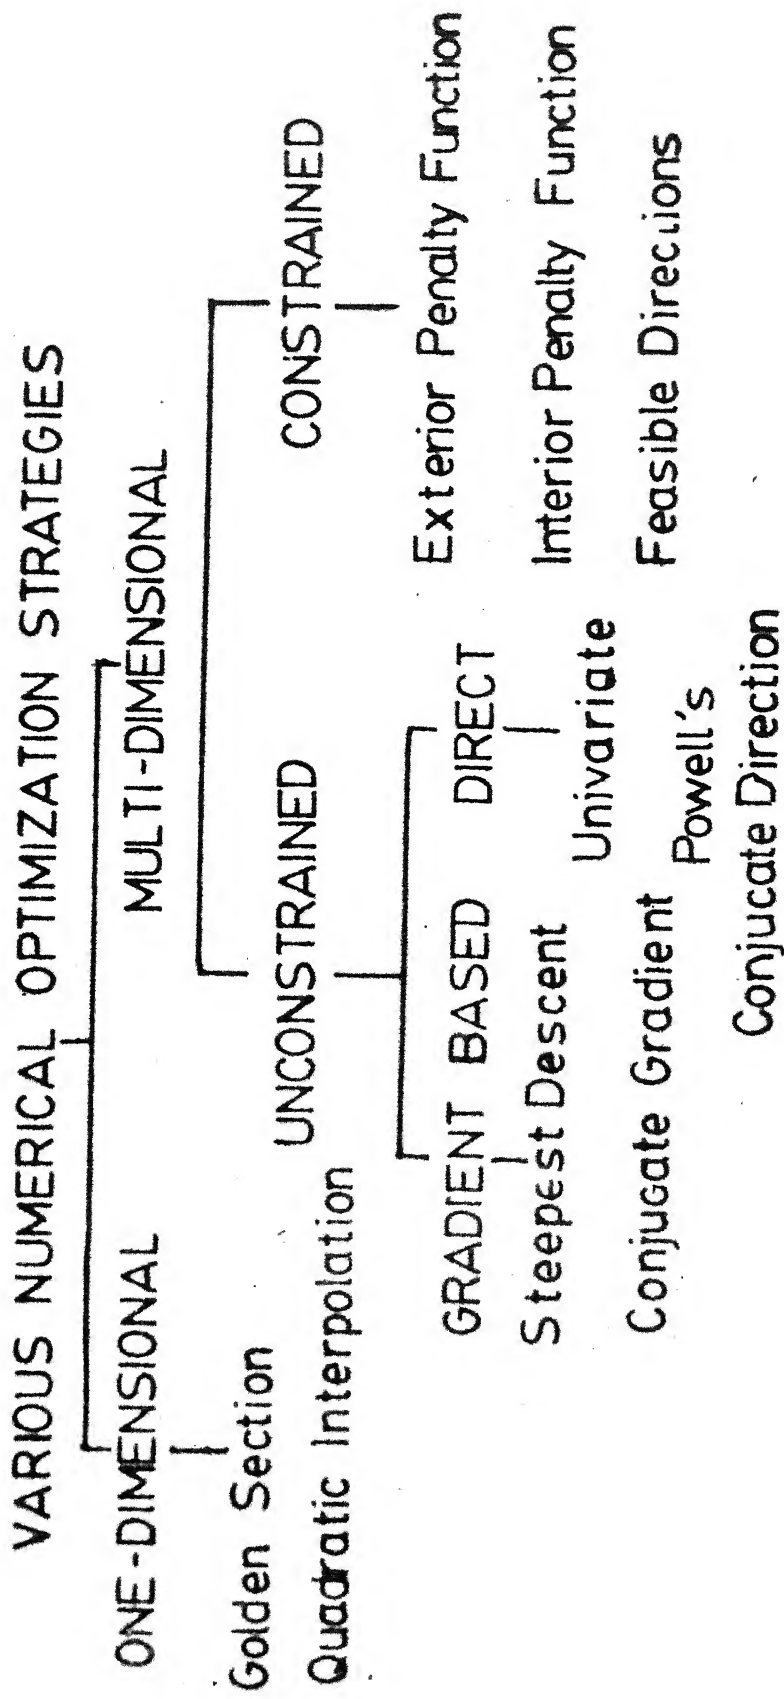 VARIOUS NUMERICAL OPTIMIZATION STRATEGIES
ONE-DIMENSIONAL
Golden Section
Quadratic Interpolation
MULTI-DIMENSIONAL
UNCONSTRAINED
GRADIENT BASED
Steepest Descent
Conjugate Gradient
DIRECT
Univariate
Powell's
Conjucate Direction
CONSTRAINED
Exterior Penalty Function
Interior Penalty Function
Feasible Directions